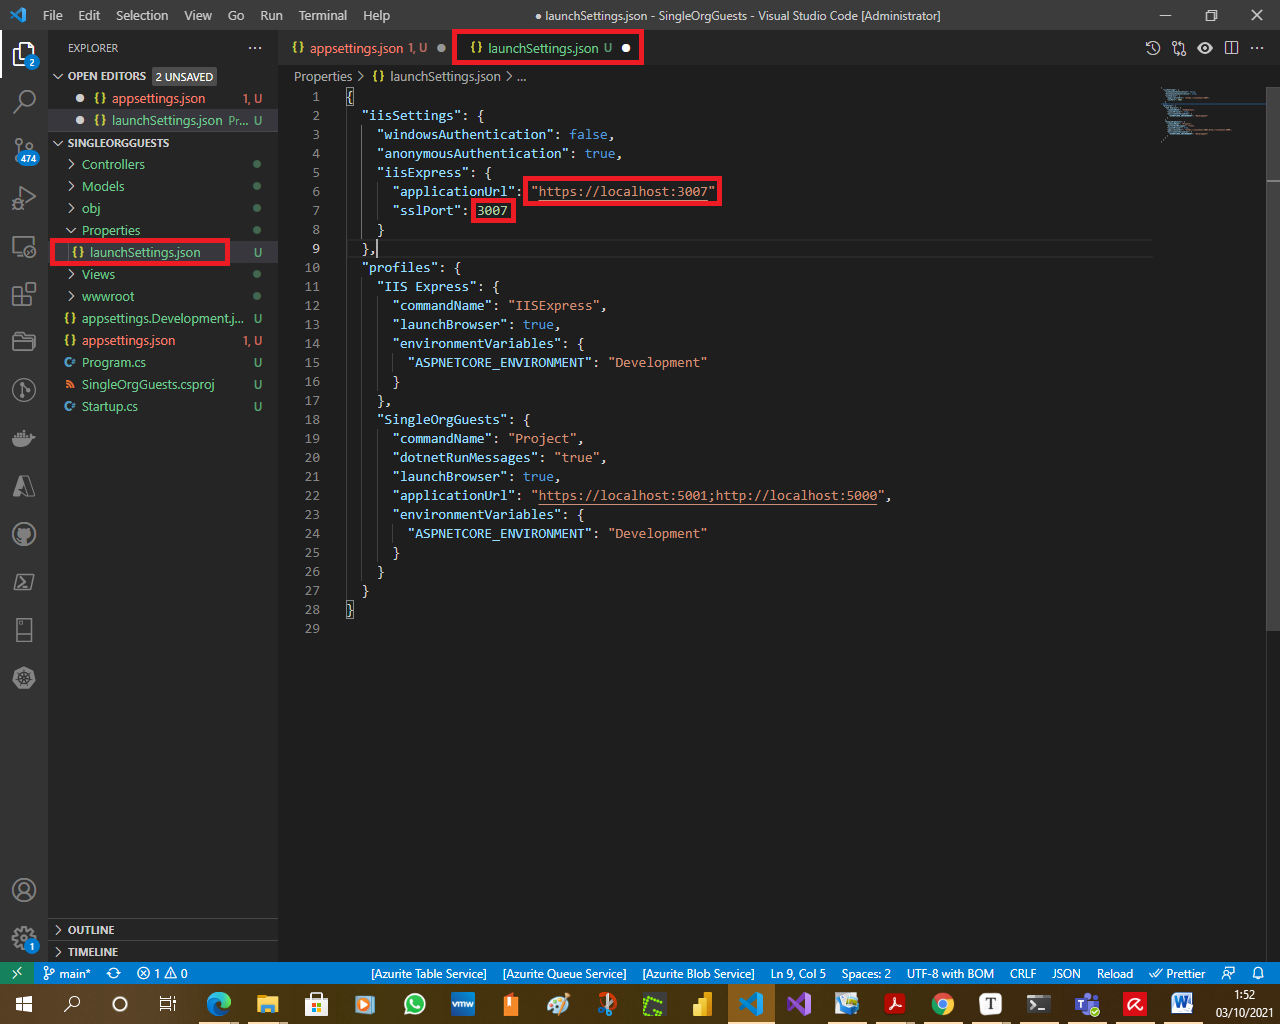 File Edit Selection View Go Run Terminal Help
● launchSettings.json - SingleOrgGuests - Visual Studio Code [Administrator]
EXPLORER ···
{} appsettings.json 1, U ●
{} launchSettings.json U ●
OPEN EDITORS 2 UNSAVED
● {} appsettings.json 1, U
● {} launchSettings.json Pr... U
SINGLEORGGUESTS
Controllers
Models
obj
Properties
{} launchSettings.json U
Views
wwwroot
{} appsettings.Development.j... U
{} appsettings.json 1, U
C# Program.cs U
SingleOrgGuests.csproj U
C# Startup.cs U
OUTLINE
TIMELINE
2
474
1
Properties > {} launchSettings.json > ...
1 {
2 "iisSettings": {
3 "windowsAuthentication": false,
4 "anonymousAuthentication": true,
5 "iisExpress": {
6 "applicationUrl": "https://localhost:3007"
7 "sslPort": 3007
8 }
9 },
10 "profiles": {
11 "IIS Express": {
12 "commandName": "IISExpress",
13 "launchBrowser": true,
14 "environmentVariables": {
15 "ASPNETCORE_ENVIRONMENT": "Development"
16 }
17 },
18 "SingleOrgGuests": {
19 "commandName": "Project",
20 "dotnetRunMessages": "true",
21 "launchBrowser": true,
22 "applicationUrl": "https://localhost:5001;http://localhost:5000",
23 "environmentVariables": {
24 "ASPNETCORE_ENVIRONMENT": "Development"
25 }
26 }
27 }
28 }
29
main* 1 0 [Azurite Table Service] [Azurite Queue Service] [Azurite Blob Service] Ln 9, Col 5 Spaces: 2 UTF-8 with BOM CRLF JSON Reload Prettier
vmw
T
W
1:52
03/10/2021